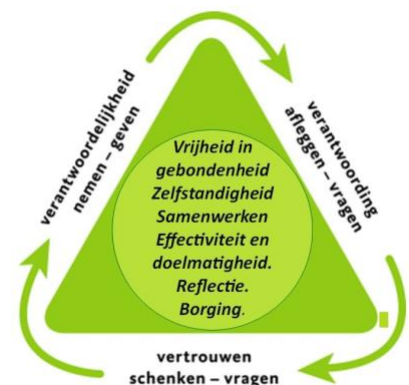 verantwoordelijkheid
nemen – geven
verantwoording
afleggen – vragen
Vrijheid in
gebondenheid
Zelfstandigheid
Samenwerken
Effectiviteit en
doelmatigheid.
Reflectie.
Borging.
vertrouwen
schenken – vragen